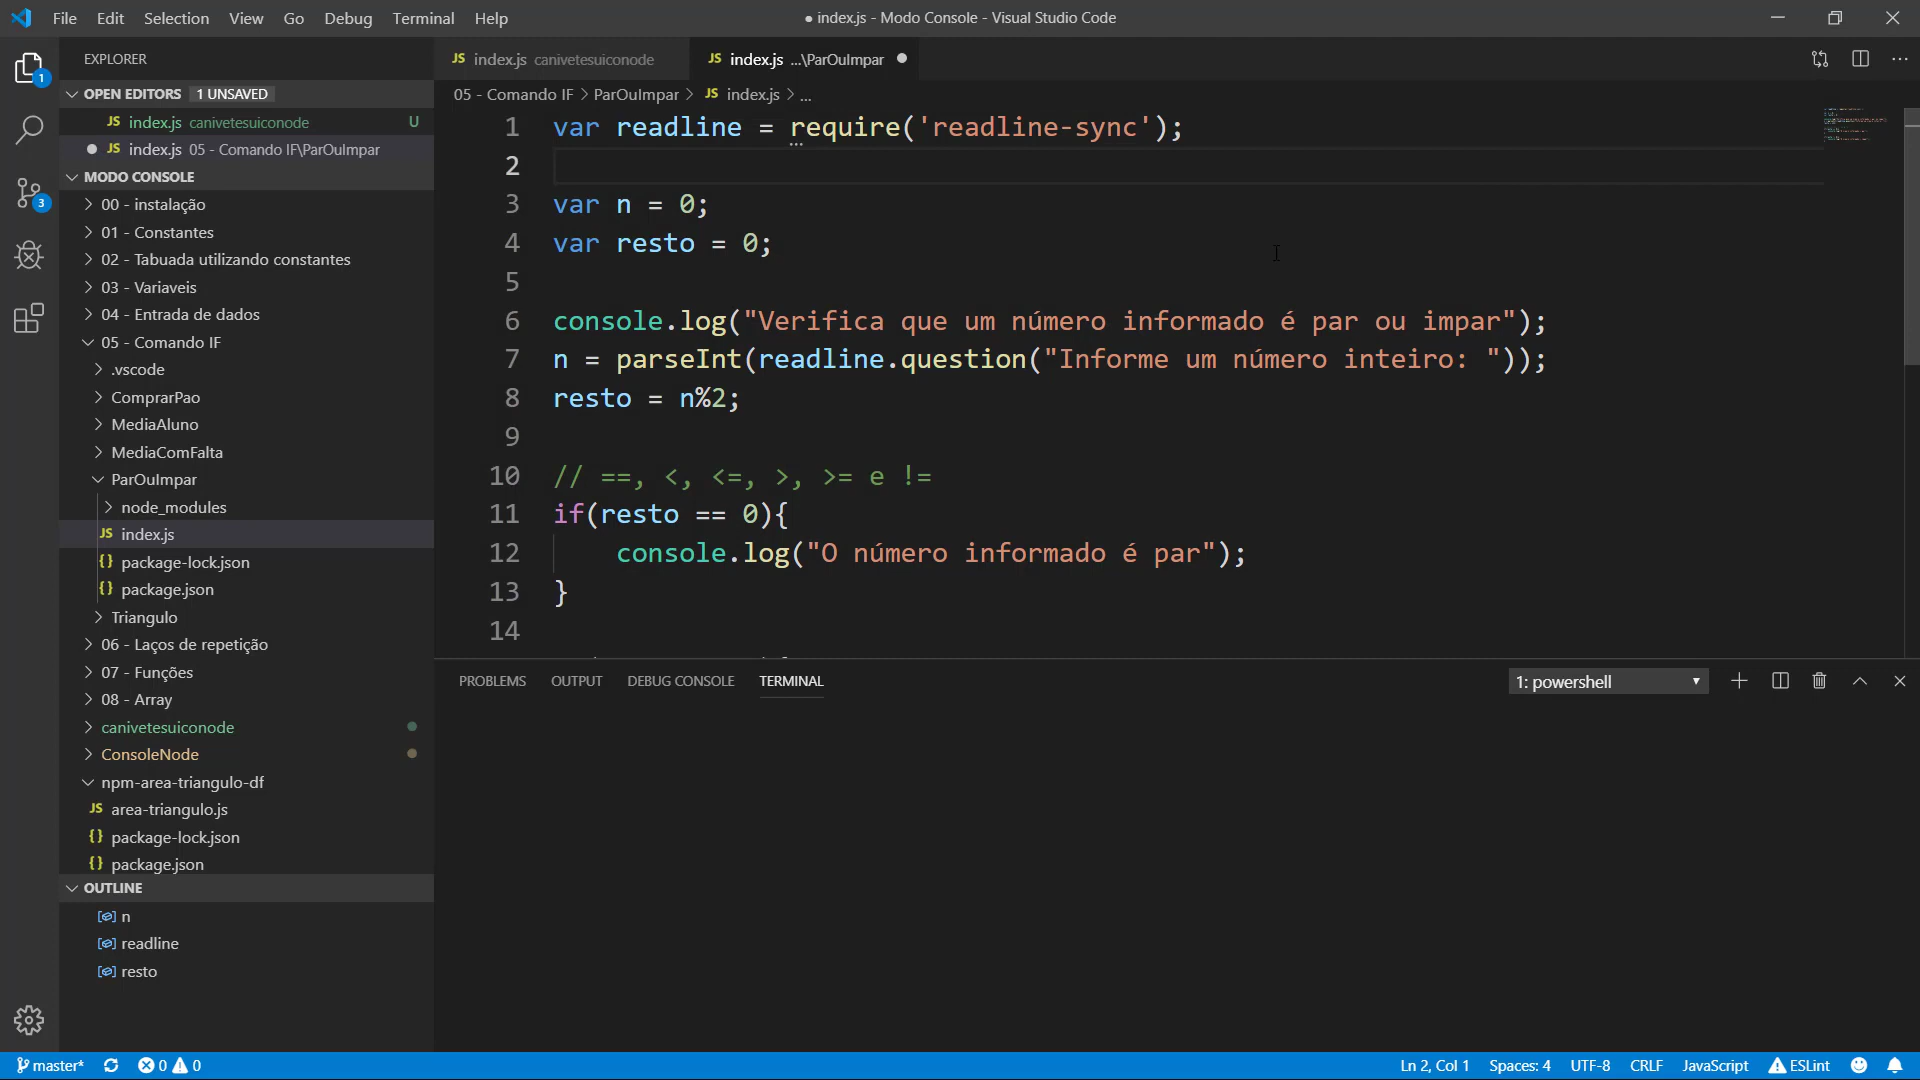 File Edit Selection View Go Debug Terminal Help
● index.js - Modo Console - Visual Studio Code
1
3
EXPLORER
OPEN EDITORS 1 UNSAVED
JS index.js canivetesuiconode U
● JS index.js 05 - Comando IF\ParOuImpar
MODO CONSOLE
00 - instalação
01 - Constantes
02 - Tabuada utilizando constantes
03 - Variaveis
04 - Entrada de dados
05 - Comando IF
.vscode
ComprarPao
MediaAluno
MediaComFalta
ParOuImpar
node_modules
JS index.js
{} package-lock.json
{} package.json
Triangulo
06 - Laços de repetição
07 - Funções
08 - Array
canivetesuiconode
ConsoleNode
npm-area-triangulo-df
JS area-triangulo.js
{} package-lock.json
{} package.json
OUTLINE
n
readline
resto
JS index.js canivetesuiconode
JS index.js ...\ParOuImpar ●
05 - Comando IF > ParOuImpar > JS index.js > ...
1 var readline = require('readline-sync');
2
3 var n = 0;
4 var resto = 0;
5
6 console.log("Verifica que um número informado é par ou impar");
7 n = parseInt(readline.question("Informe um número inteiro: "));
8 resto = n%2;
9
10 // ==, <, <=, >, >= e !=
11 if(resto == 0){
12 console.log("O número informado é par");
13 }
14
PROBLEMS OUTPUT DEBUG CONSOLE TERMINAL
1: powershell
master* 0 0
Ln 2, Col 1 Spaces: 4 UTF-8 CRLF JavaScript ESLint